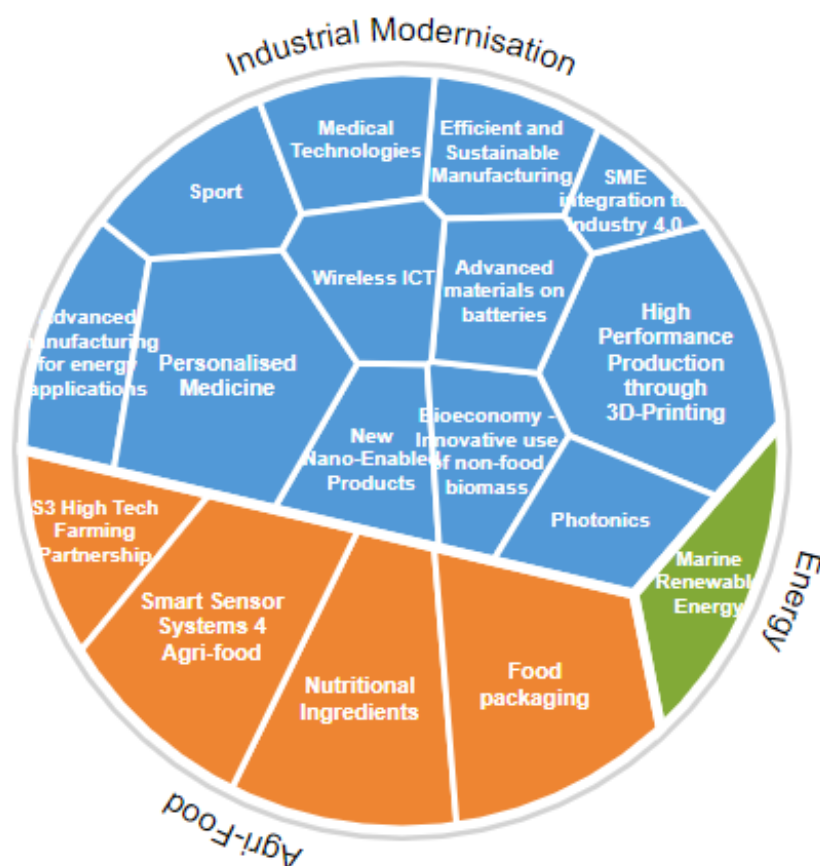 Industrial Modernisation
Medical
Technologies
Efficient and
Sustainable
Manufacturing
Sport
SME
integration to
Industry 4.0
Wireless ICT
Advanced
materials on
batteries
High
Performance
Production
through
3D-Printing
Advanced
manufacturing
for energy
applications
Personalised
Medicine
New
Nano-Enabled
Products
Bioeconomy -
Innovative use
of non-food
biomass
Photonics
S3 High Tech
Farming
Partnership
Marine
Renewable
Energy
Energy
Smart Sensor
Systems 4
Agri-food
Nutritional
Ingredients
Food
packaging
Agri-Food